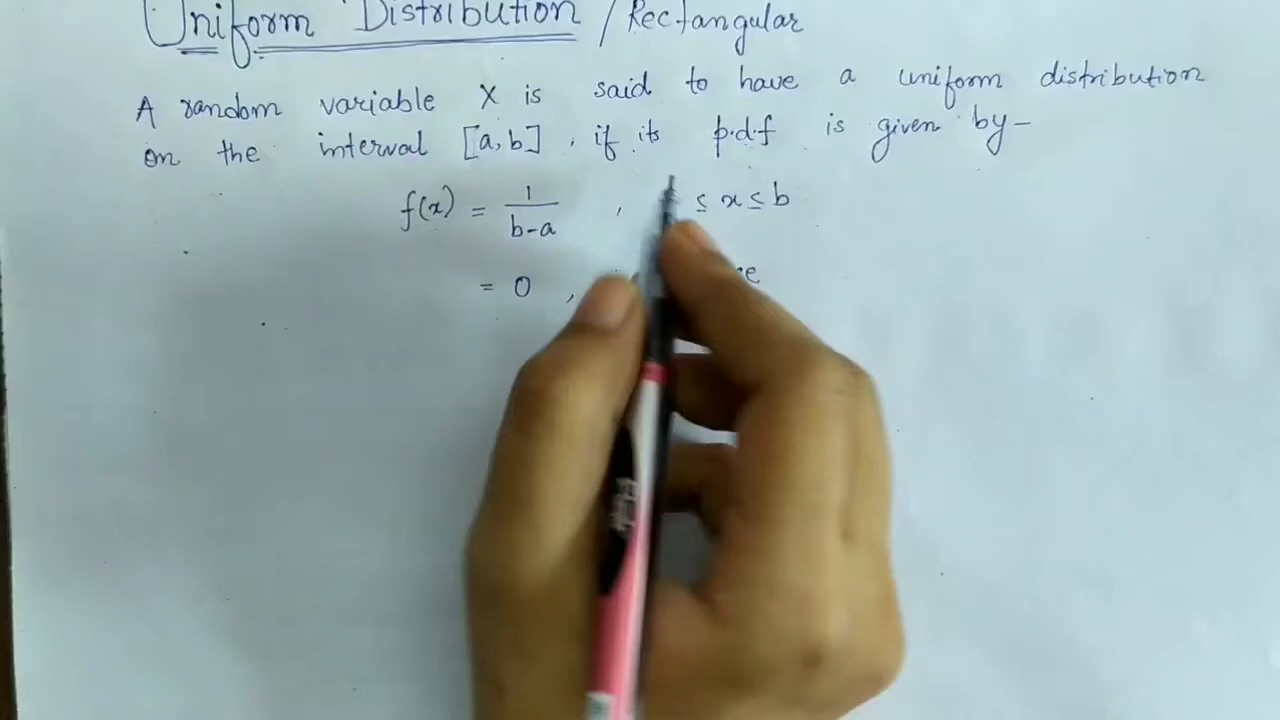 Uniform Distribution / Rectangular
A random variable X is said to have a uniform distribution
on the interval [a, b], if its p.d.f is given by-
f(x) = 1/(b-a) , ≤ x ≤ b
= 0 ,